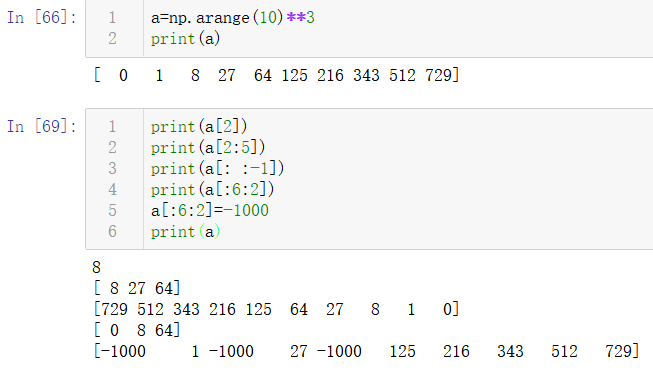 In [66]:
1 a=np.arange(10)**3
2 print(a)
[  0   1   8  27  64 125 216 343 512 729]
In [69]:
1 print(a[2])
2 print(a[2:5])
3 print(a[: :-1])
4 print(a[:6:2])
5 a[:6:2]=-1000
6 print(a)
8
[ 8 27 64]
[729 512 343 216 125  64  27   8   1   0]
[ 0  8 64]
[-1000     1 -1000    27 -1000   125   216   343   512   729]